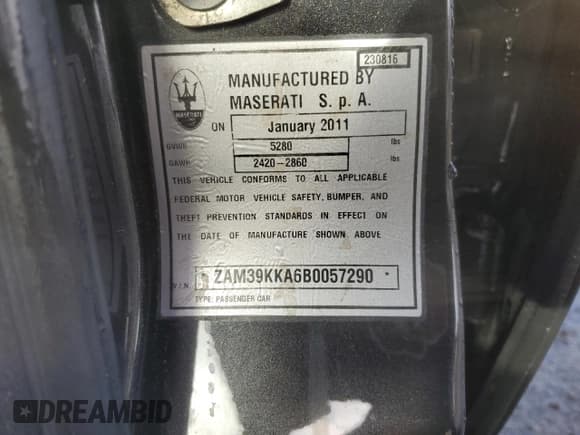 230816
MANUFACTURED BY
MASERATI S. p. A.
MASERATI
ON January 2011
GVWR 5280 lbs
GAWR 2420-2860 lbs
THIS VEHICLE CONFORMS TO ALL APPLICABLE
FEDERAL MOTOR VEHICLE SAFETY, BUMPER, AND
THEFT PREVENTION STANDARDS IN EFFECT ON
THE DATE OF MANUFACTURE SHOWN ABOVE
V.I.N. * ZAM39KKA6B0057290 *
TYPE: PASSENGER CAR
DREAMBID